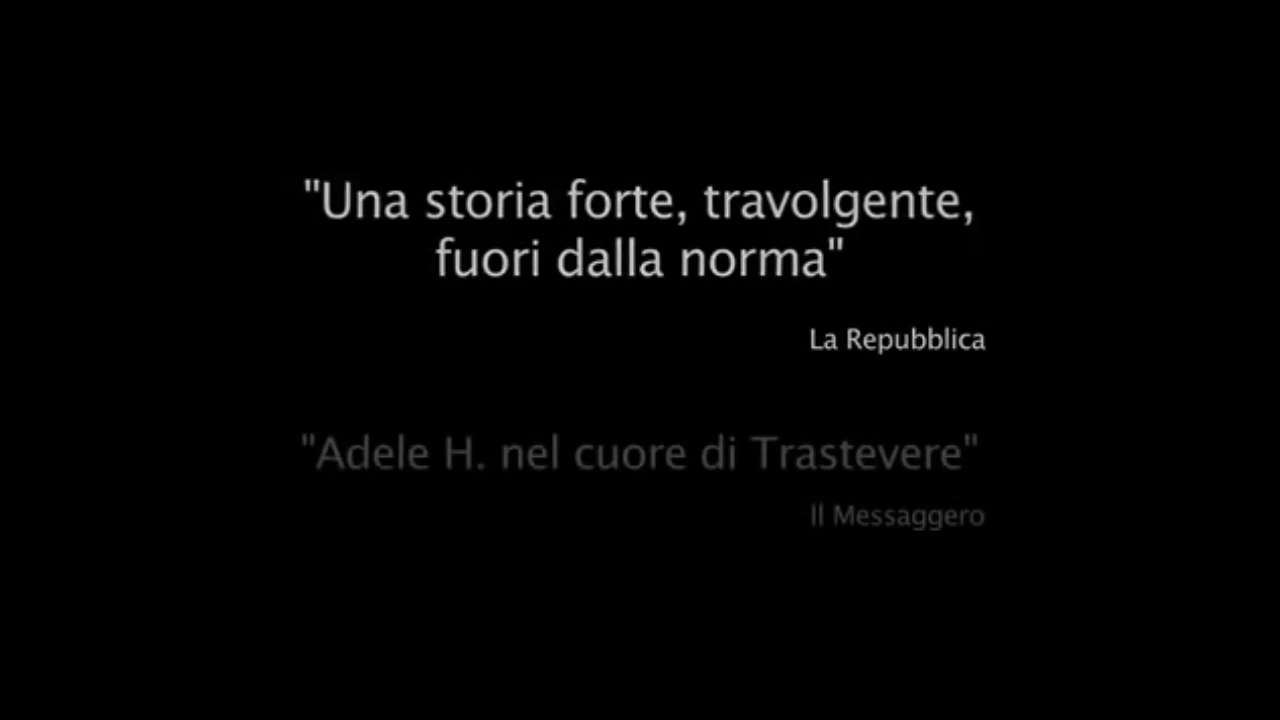 "Una storia forte, travolgente,
fuori dalla norma"
La Repubblica
"Adele H. nel cuore di Trastevere"
Il Messaggero